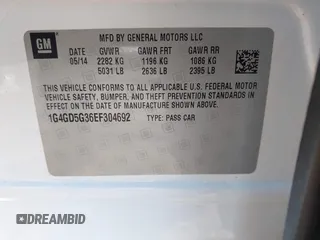 GM
MFD BY GENERAL MOTORS LLC
DATE GVWR GAWR FRT GAWR RR
05/14 2282 KG 1196 KG 1086 KG
5031 LB 2636 LB 2395 LB
THIS VEHICLE CONFORMS TO ALL APPLICABLE U.S. FEDERAL MOTOR
VEHICLE SAFETY, BUMPER, AND THEFT PREVENTION STANDARDS
IN EFFECT ON THE DATE OF MANUFACTURE SHOWN ABOVE.
1G4GD5G36EF304692 TYPE: PASS CAR
DREAMBID